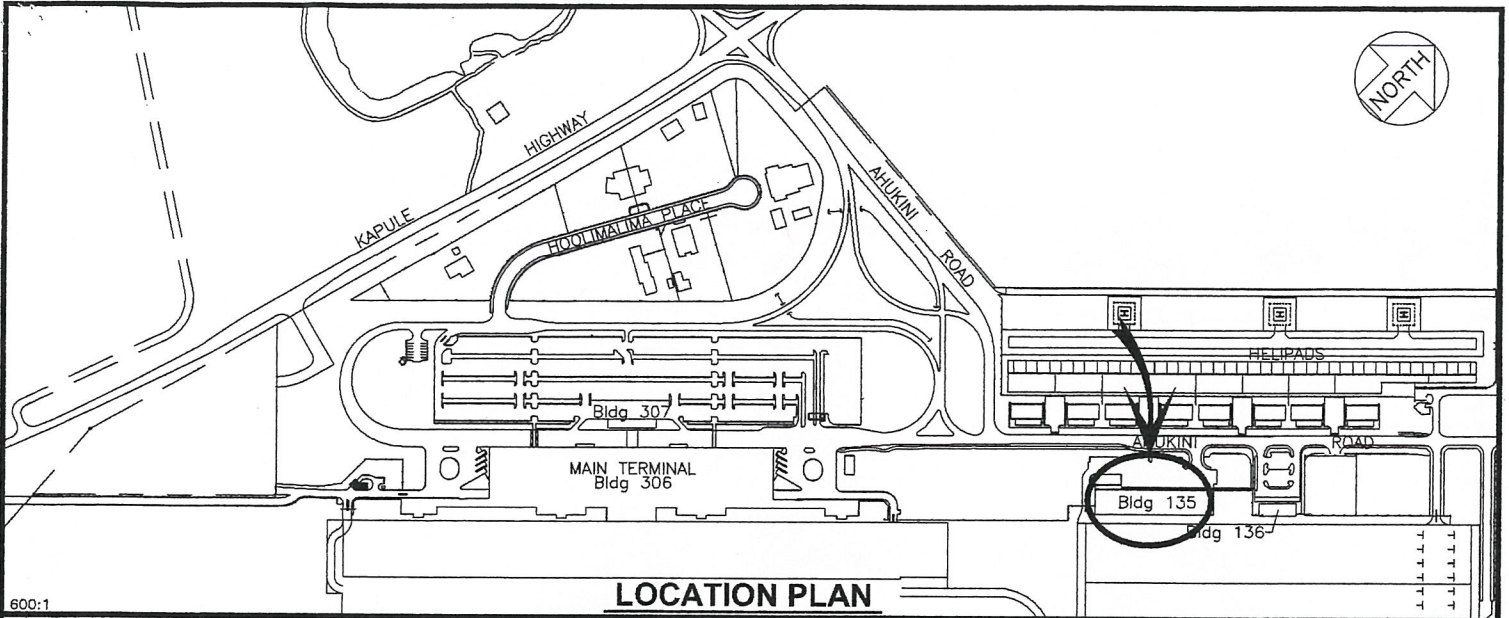 NORTH
KAPULE HIGHWAY
AHUKINI ROAD
HOOLIMALIMA PLACE
H
H
H
HELIPADS
Bldg 307
AHUKINI ROAD
MAIN TERMINAL
Bldg 306
Bldg 135
Bldg 136
LOCATION PLAN
600:1